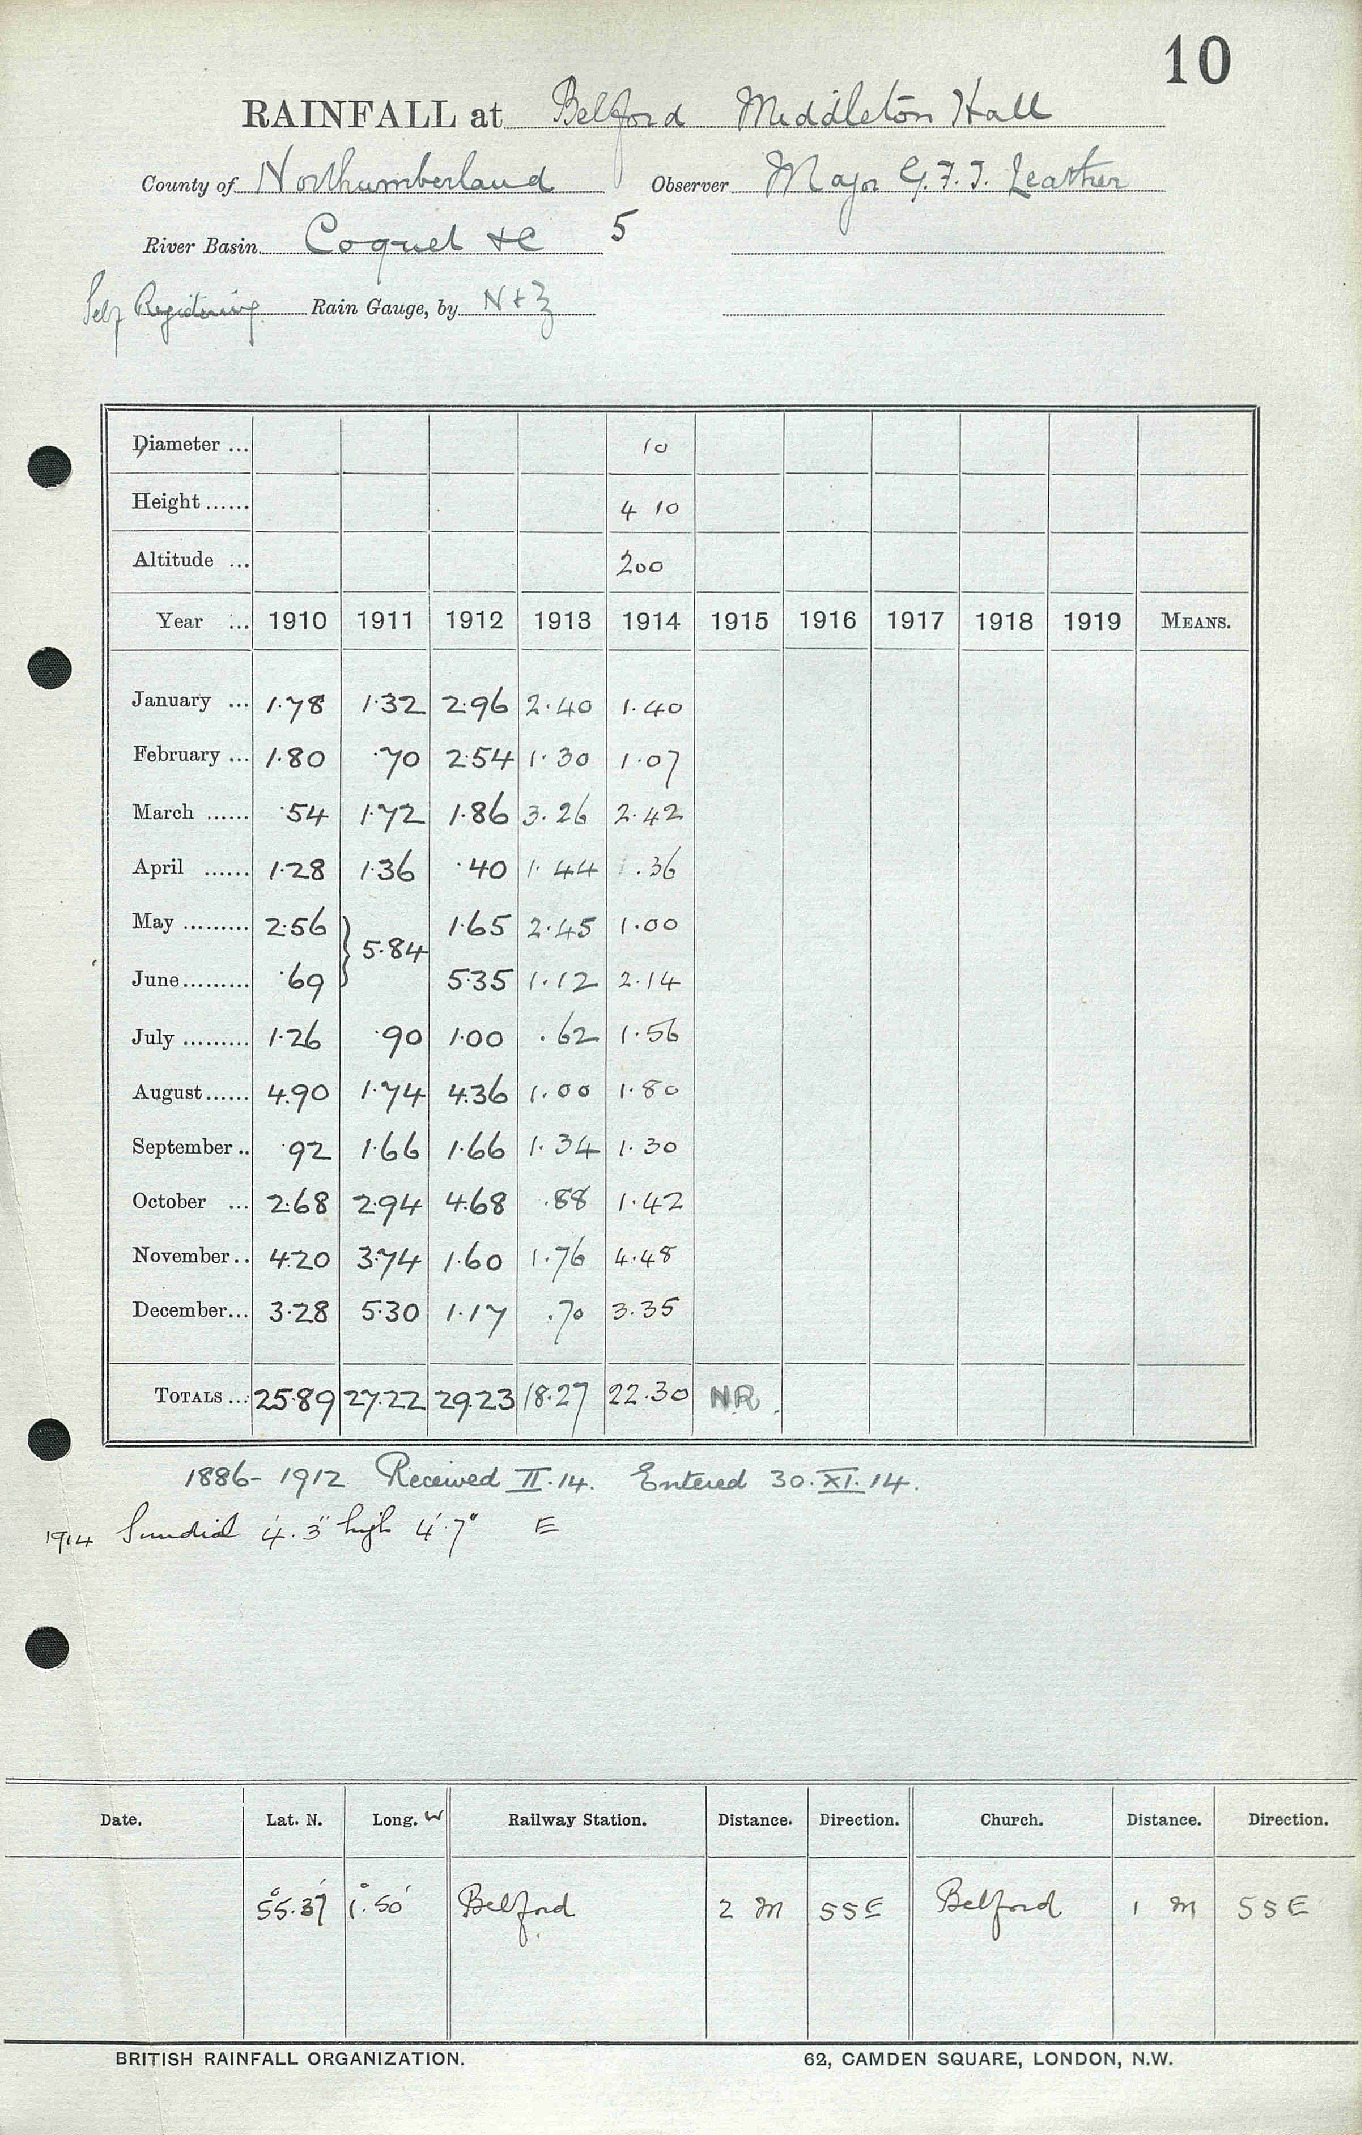 10
RAINFALL at Belford Middleton Hall
County of Northumberland Observer Major G.F.T. Leather
River Basin Coquet &c 5
Self Registering Rain Gauge, by N & Z
Diameter ... 10
Height ...... 4 10
Altitude ... 200
Year ... 1910 1911 1912 1913 1914 1915 1916 1917 1918 1919 MEANS.
January ... 1.78 1.32 2.96 2.40 1.40
February ... 1.80 .70 2.54 1.30 1.07
March ...... .54 1.72 1.86 3.26 2.42
April ...... 1.28 1.36 .40 1.44 .36
May ......... 2.56 } 5.84 1.65 2.45 1.00
June ......... .69 5.35 1.12 2.14
July ......... 1.26 .90 1.00 .62 1.56
August ...... 4.90 1.74 4.36 1.00 1.80
September .. .92 1.66 1.66 1.34 1.30
October ... 2.68 2.94 4.68 .88 1.42
November .. 4.20 3.74 1.60 1.76 4.48
December ... 3.28 5.30 1.17 .70 3.35
TOTALS ... 25.89 27.22 29.23 18.27 22.30 NR.
1886-1912 Received II.14. Entered 30.XI.14.
1914 Sundial 4'.3" high 4'.7" E
Date. Lat. N. Long. W Railway Station. Distance. Direction. Church. Distance. Direction.
55°.37' 1°.50' Belford 2 M SSE Belford 1 M SSE
BRITISH RAINFALL ORGANIZATION. 62, CAMDEN SQUARE, LONDON, N.W.